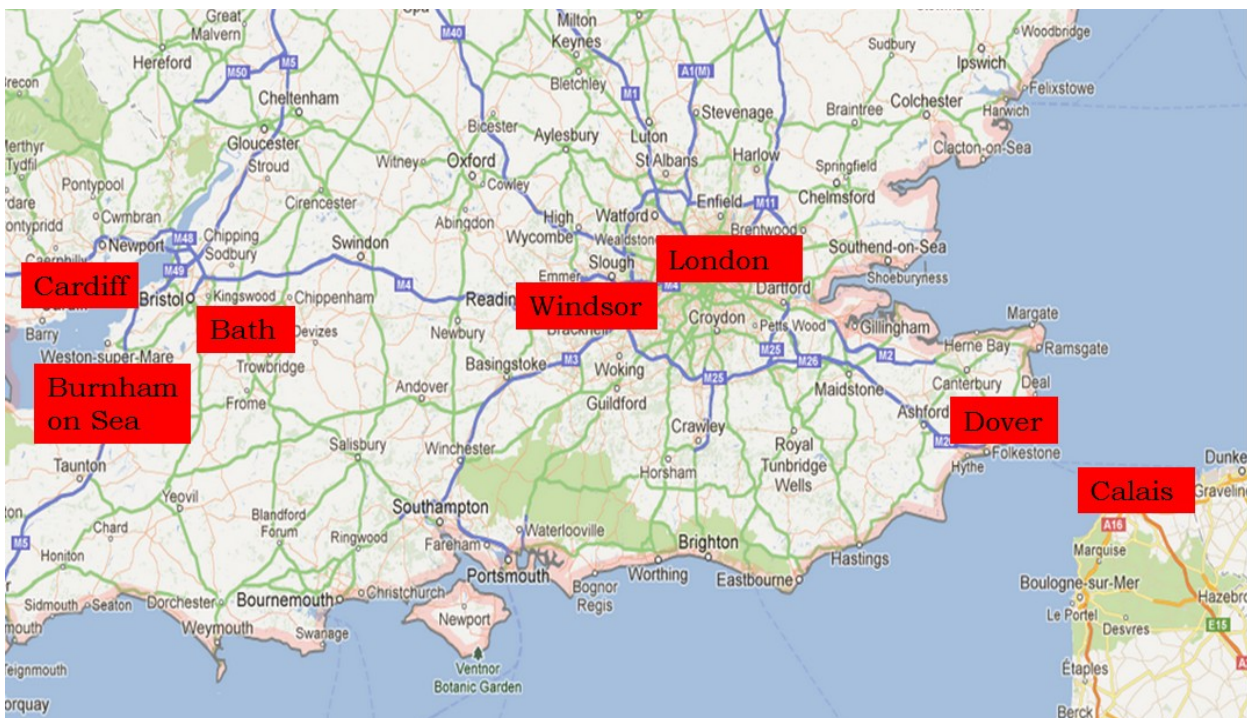 Great
Malvern
Milton
Keynes
M40
M5
Hereford
M50
Bletchley
A1(M)
Sudbury
Woodbridge
Ipswich
Felixstowe
Harwich
Clacton-on-Sea
Cheltenham
M1
Stevenage
Braintree
Colchester
Gloucester
Stroud
Bicester
Aylesbury
Luton
St Albans
Harlow
Springfield
Chelmsford
Merthyr
Tydfil
Witney
Oxford
Cowley
Pontypool
Cwmbran
Cirencester
Abingdon
High
Wycombe
Watford
Enfield
M11
Brentwood
Newport
M48
Chipping
Sodbury
Swindon
Wealdstone
Southend-on-Sea
Shoeburyness
Caerphilly
M49
Emmer
Slough
London
Cardiff
Bristol
Kingswood
Chippenham
M4
Windsor
M4
Dartford
Barry
Bath
Devizes
Newbury
Bracknell
Croydon
Petts Wood
Gillingham
Margate
Ramsgate
Herne Bay
Weston-super-Mare
Trowbridge
Basingstoke
M3
Woking
M25
M26
M2
Canterbury
Deal
Burnham
on Sea
Frome
Andover
Guildford
M25
Maidstone
Ashford
Dover
Salisbury
Winchester
Crawley
Royal
Tunbridge
Wells
Folkestone
Hythe
Taunton
Horsham
Yeovil
Southampton
Calais
Gravelin
Chard
Blandford
Forum
Ringwood
Fareham
Waterlooville
A16
M5
Honiton
Portsmouth
Bognor
Regis
Worthing
Brighton
Eastbourne
Hastings
Marquise
Boulogne-sur-Mer
Le Portel
Desvres
Hazebro
E15
Sidmouth
Seaton
Dorchester
Bournemouth
Christchurch
Weymouth
Swanage
Newport
Ventnor
Botanic Garden
Étaples
Berck